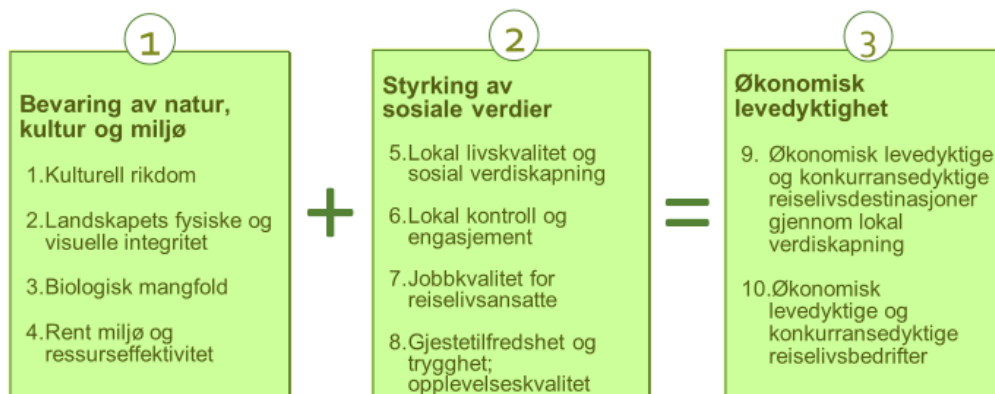 1
Bevaring av natur,
kultur og miljø
1.Kulturell rikdom
2.Landskapets fysiske og
visuelle integritet
3.Biologisk mangfold
4.Rent miljø og
ressurseffektivitet
+
2
Styrking av
sosiale verdier
5.Lokal livskvalitet og
sosial verdiskapning
6.Lokal kontroll og
engasjement
7.Jobbkvalitet for
reiselivsansatte
8.Gjestetilfredshet og
trygghet;
opplevelseskvalitet
=
3
Økonomisk
levedyktighet
9. Økonomisk levedyktige
og konkurransedyktige
reiselivsdestinasjoner
gjennom lokal
verdiskapning
10.Økonomisk
levedyktige og
konkurransedyktige
reiselivsbedrifter